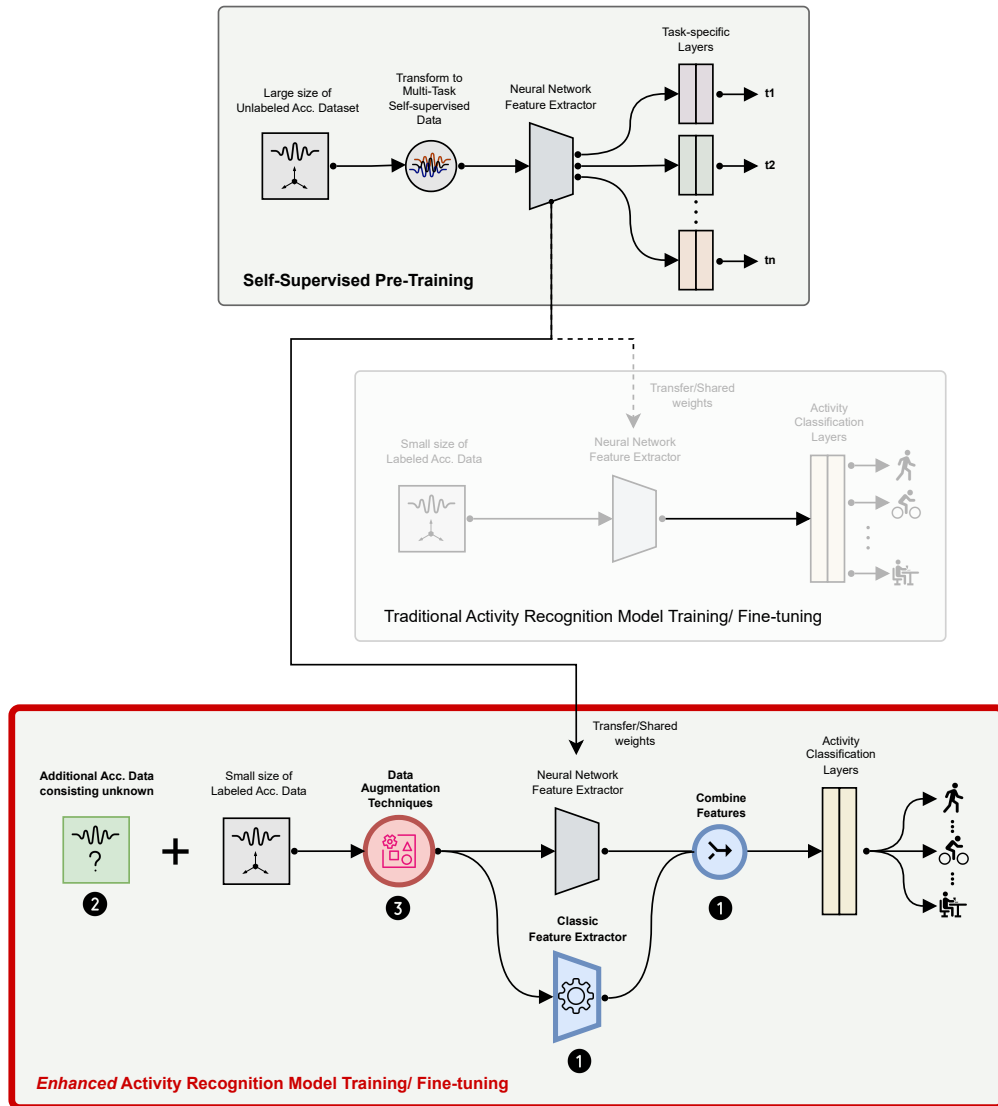 Task-specific
Layers
Transform to
Multi-Task
Self-supervised
Data
Neural Network
Feature Extractor
Large size of
Unlabeled Acc. Dataset
t1
t2
tn
Self-Supervised Pre-Training
Transfer/Shared
weights
Activity
Classification
Layers
Small size of
Labeled Acc. Data
Neural Network
Feature Extractor
Traditional Activity Recognition Model Training/ Fine-tuning
Transfer/Shared
weights
Additional Acc. Data
consisting unknown
Small size of
Labeled Acc. Data
Data
Augmentation
Techniques
Neural Network
Feature Extractor
Combine
Features
Activity
Classification
Layers
+
?
2
3
1
Classic
Feature Extractor
1
Enhanced Activity Recognition Model Training/ Fine-tuning